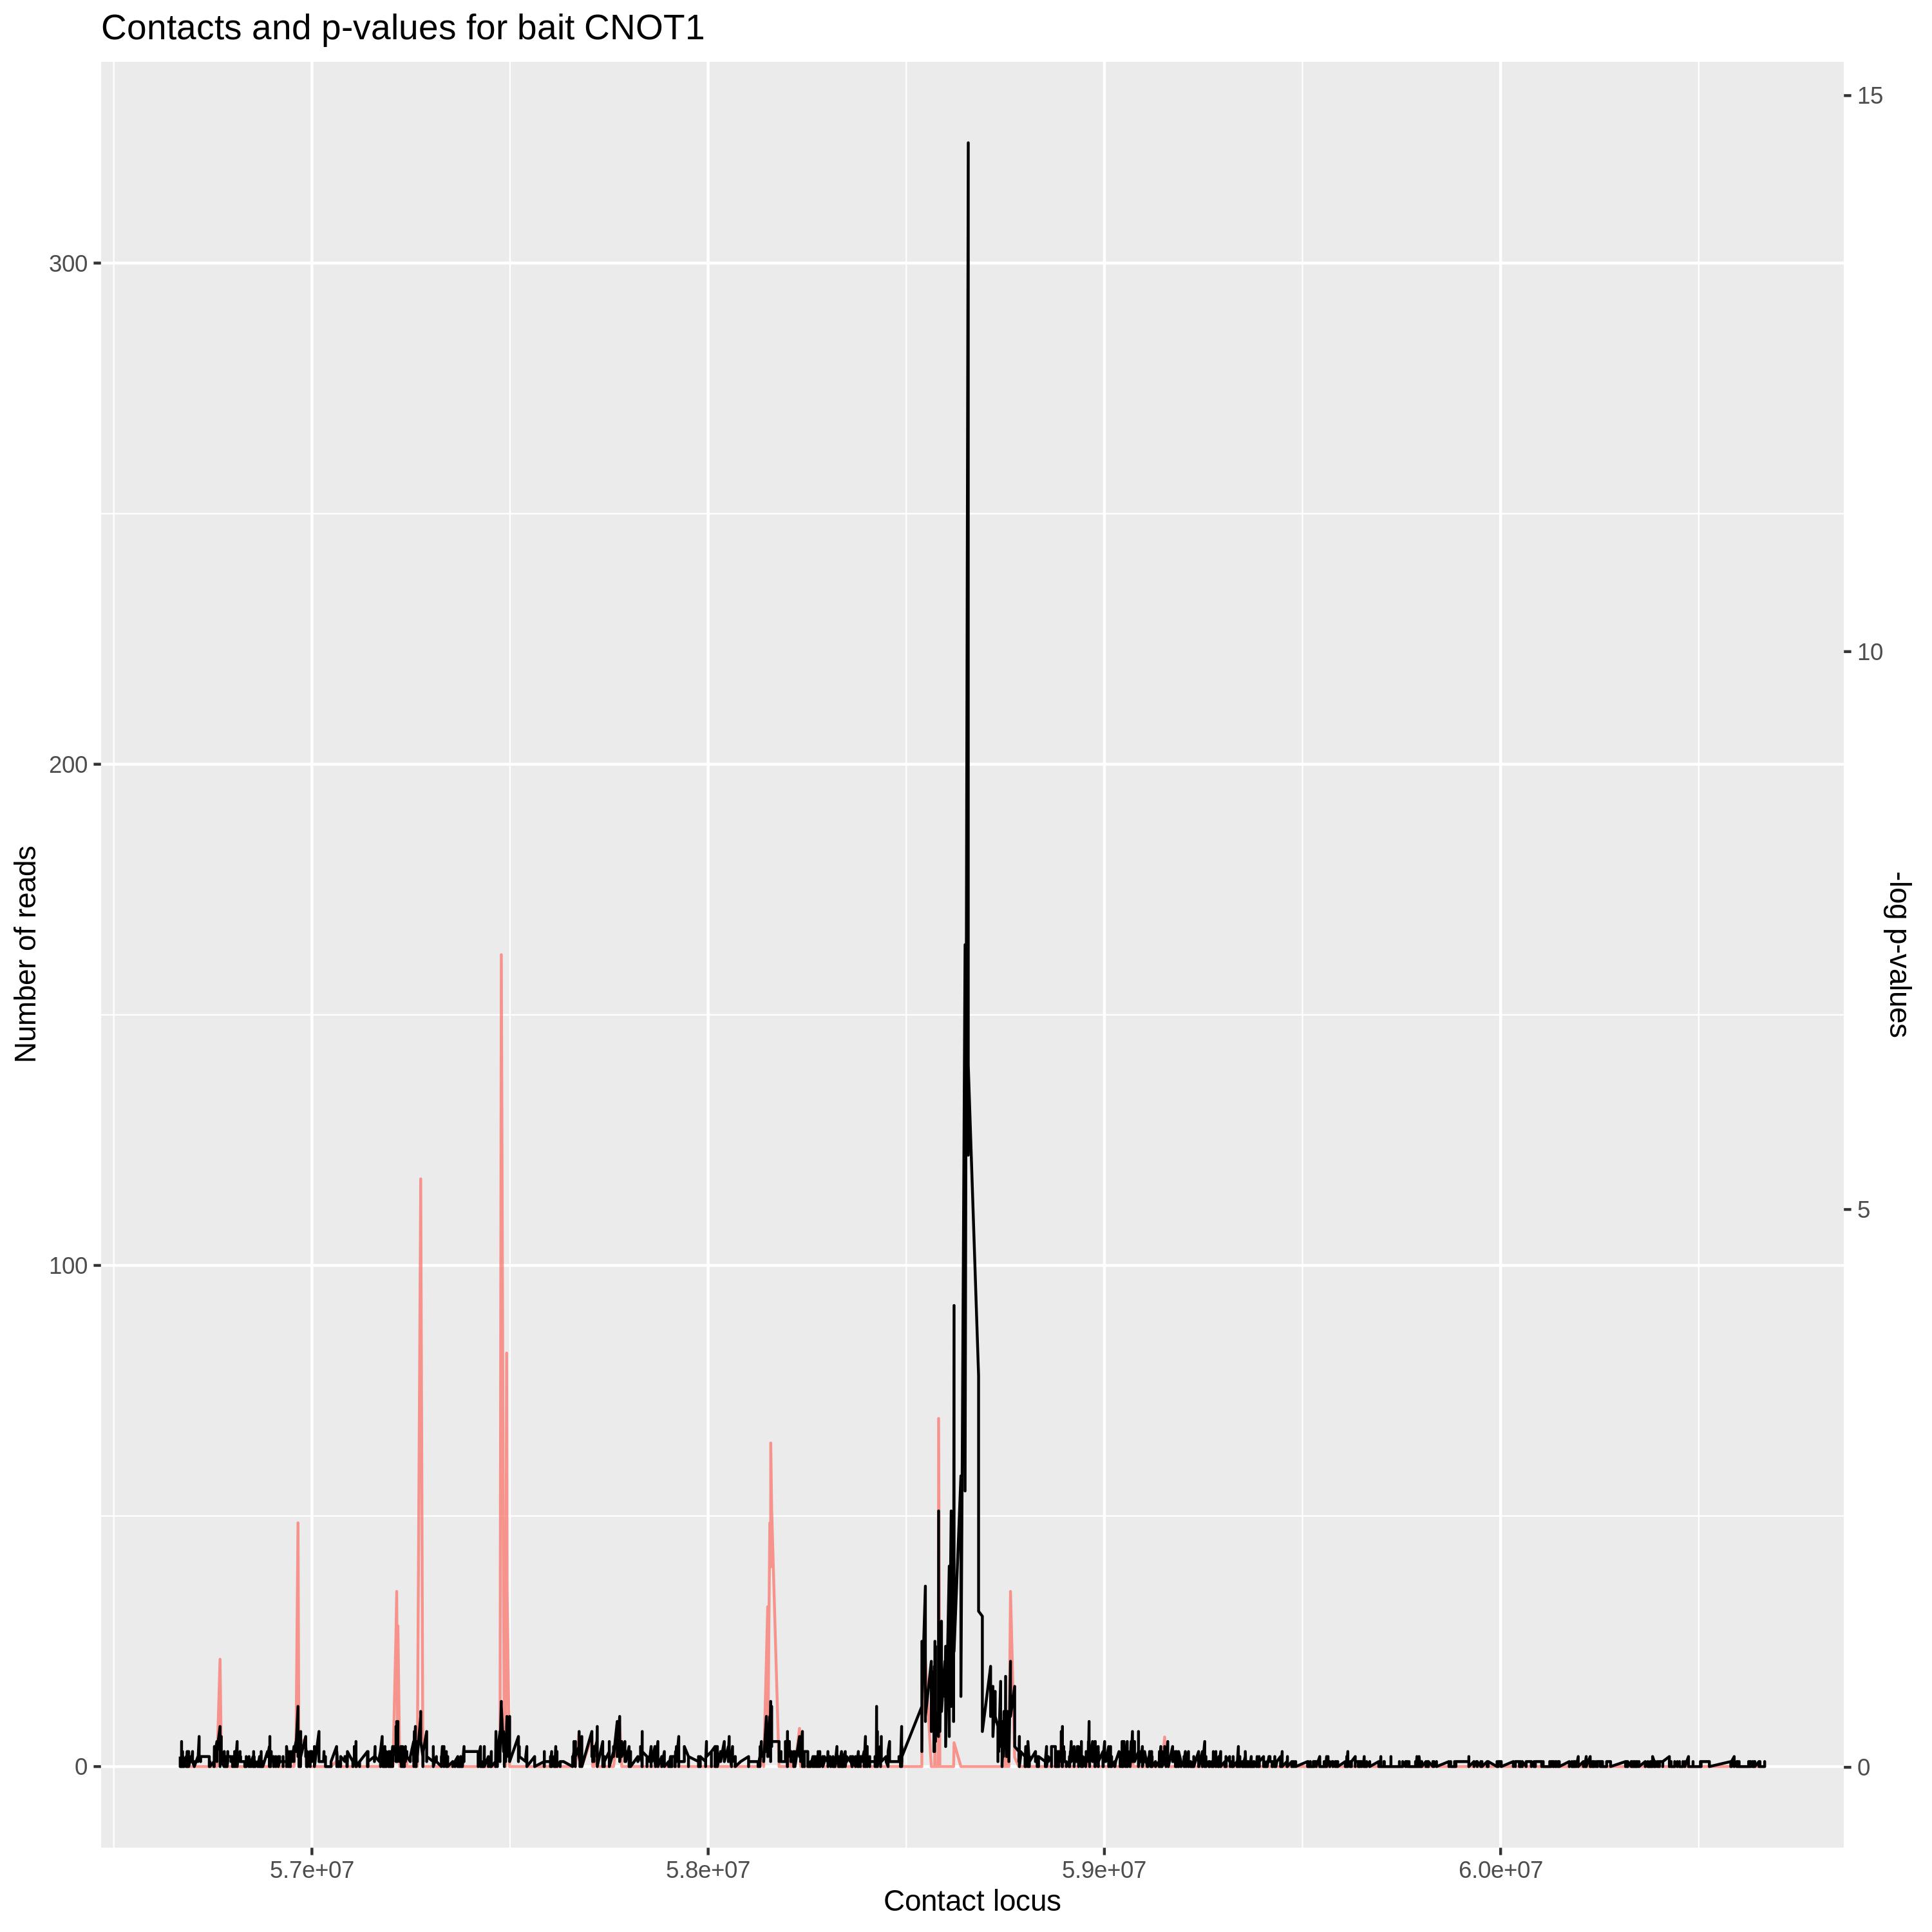 Contacts and p-values for bait CNOT1
300
200
100
0
15
10
5
0
Number of reads
-log p-values
5.7e+07 5.8e+07 5.9e+07 6.0e+07
Contact locus